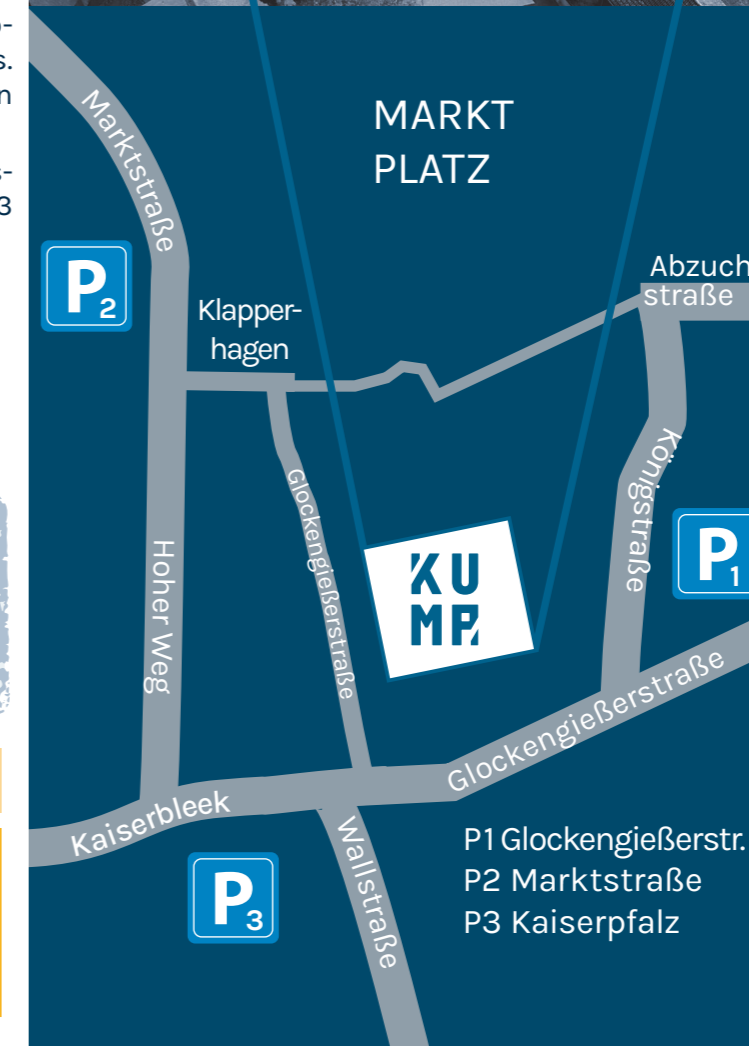 MARKT
PLATZ
Marktstraße
P2
Abzuch
straße
Klapper-
hagen
Königstraße
Glockengießerstraße
P1
Hoher Weg
KU
MP.
Glockengießerstraße
Kaiserbleek
Wallstraße
P3
P1 Glockengießerstr.
P2 Marktstraße
P3 Kaiserpfalz